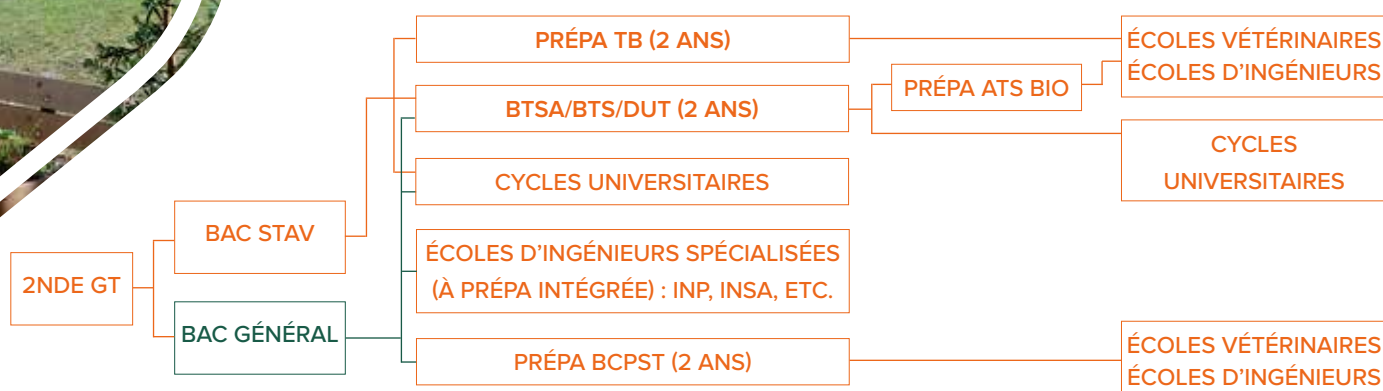 PRÉPA TB (2 ANS)
ÉCOLES VÉTÉRINAIRES
ÉCOLES D'INGÉNIEURS
PRÉPA ATS BIO
BTSA/BTS/DUT (2 ANS)
CYCLES
UNIVERSITAIRES
CYCLES UNIVERSITAIRES
BAC STAV
ÉCOLES D'INGÉNIEURS SPÉCIALISÉES
(À PRÉPA INTÉGRÉE) : INP, INSA, ETC.
2NDE GT
BAC GÉNÉRAL
PRÉPA BCPST (2 ANS)
ÉCOLES VÉTÉRINAIRES
ÉCOLES D'INGÉNIEURS